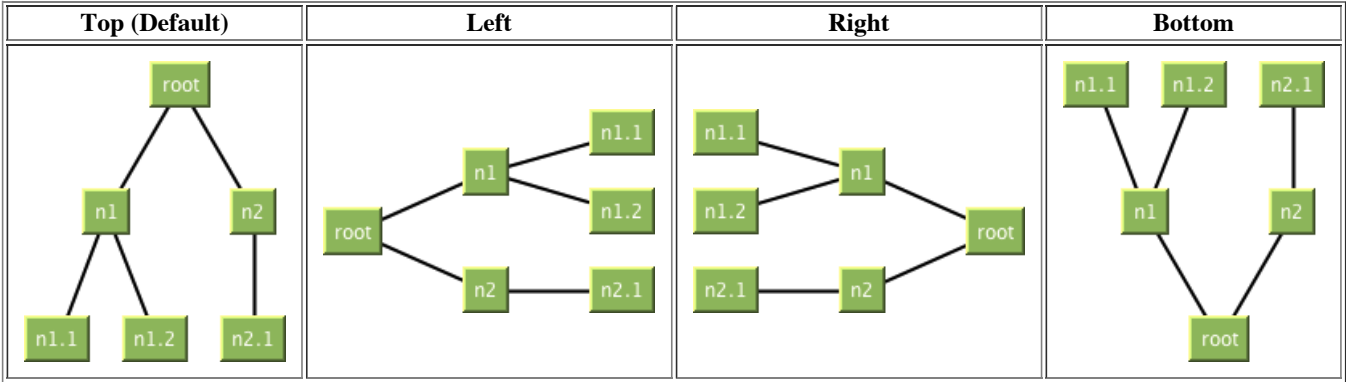 Top (Default)
Left
Right
Bottom
root
n1
n2
n1.1
n1.2
n2.1
n1.1
n1
n1.2
root
n2
n2.1
n1.1
n1
n1.2
root
n2.1
n2
n1.1
n1.2
n2.1
n1
n2
root